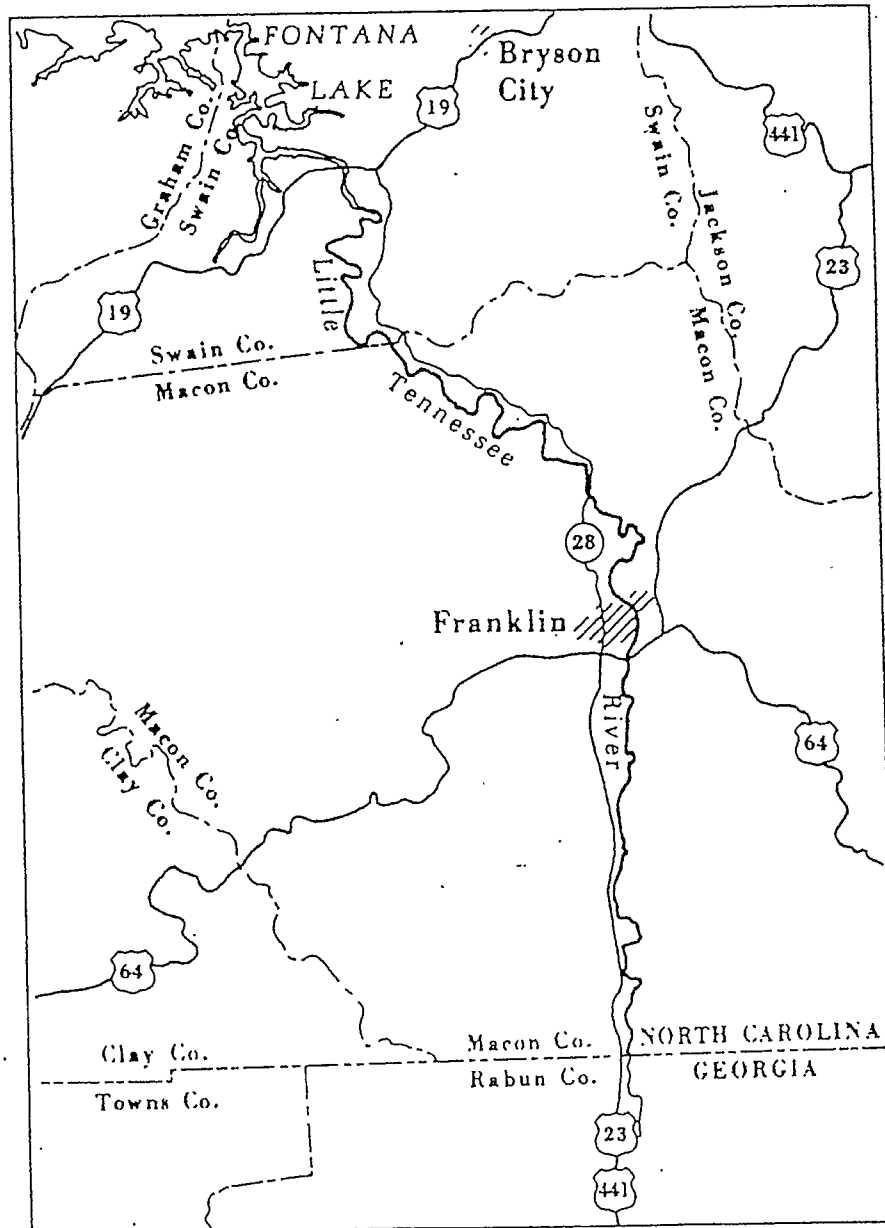 FONTANA
LAKE
Bryson
City
19
441
Graham Co.
Swain Co.
Swain Co.
Jackson Co.
Macon Co.
23
19
Little
Swain Co.
Macon Co.
Tennessee
28
Franklin
River
64
Macon Co.
Clay Co.
64
Clay Co.
Macon Co.
NORTH CAROLINA
Towns Co.
Rabun Co.
GEORGIA
23
441